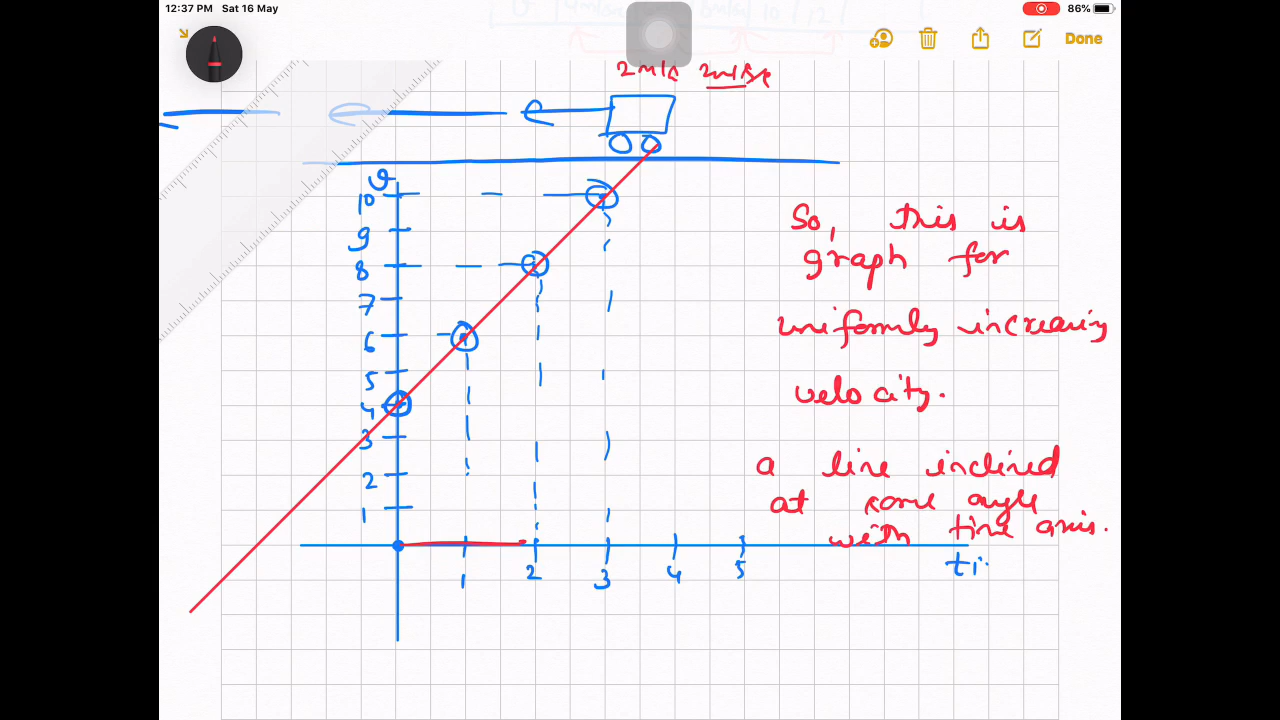 12:37 PM Sat 16 May
86%
Done
2m/s
v
10
9
8
7
6
5
4
3
2
1
1 2 3 4 5
ti
So, this is
graph for
uniformly increasing
velocity.
a line inclined
at some angle
with time axis.